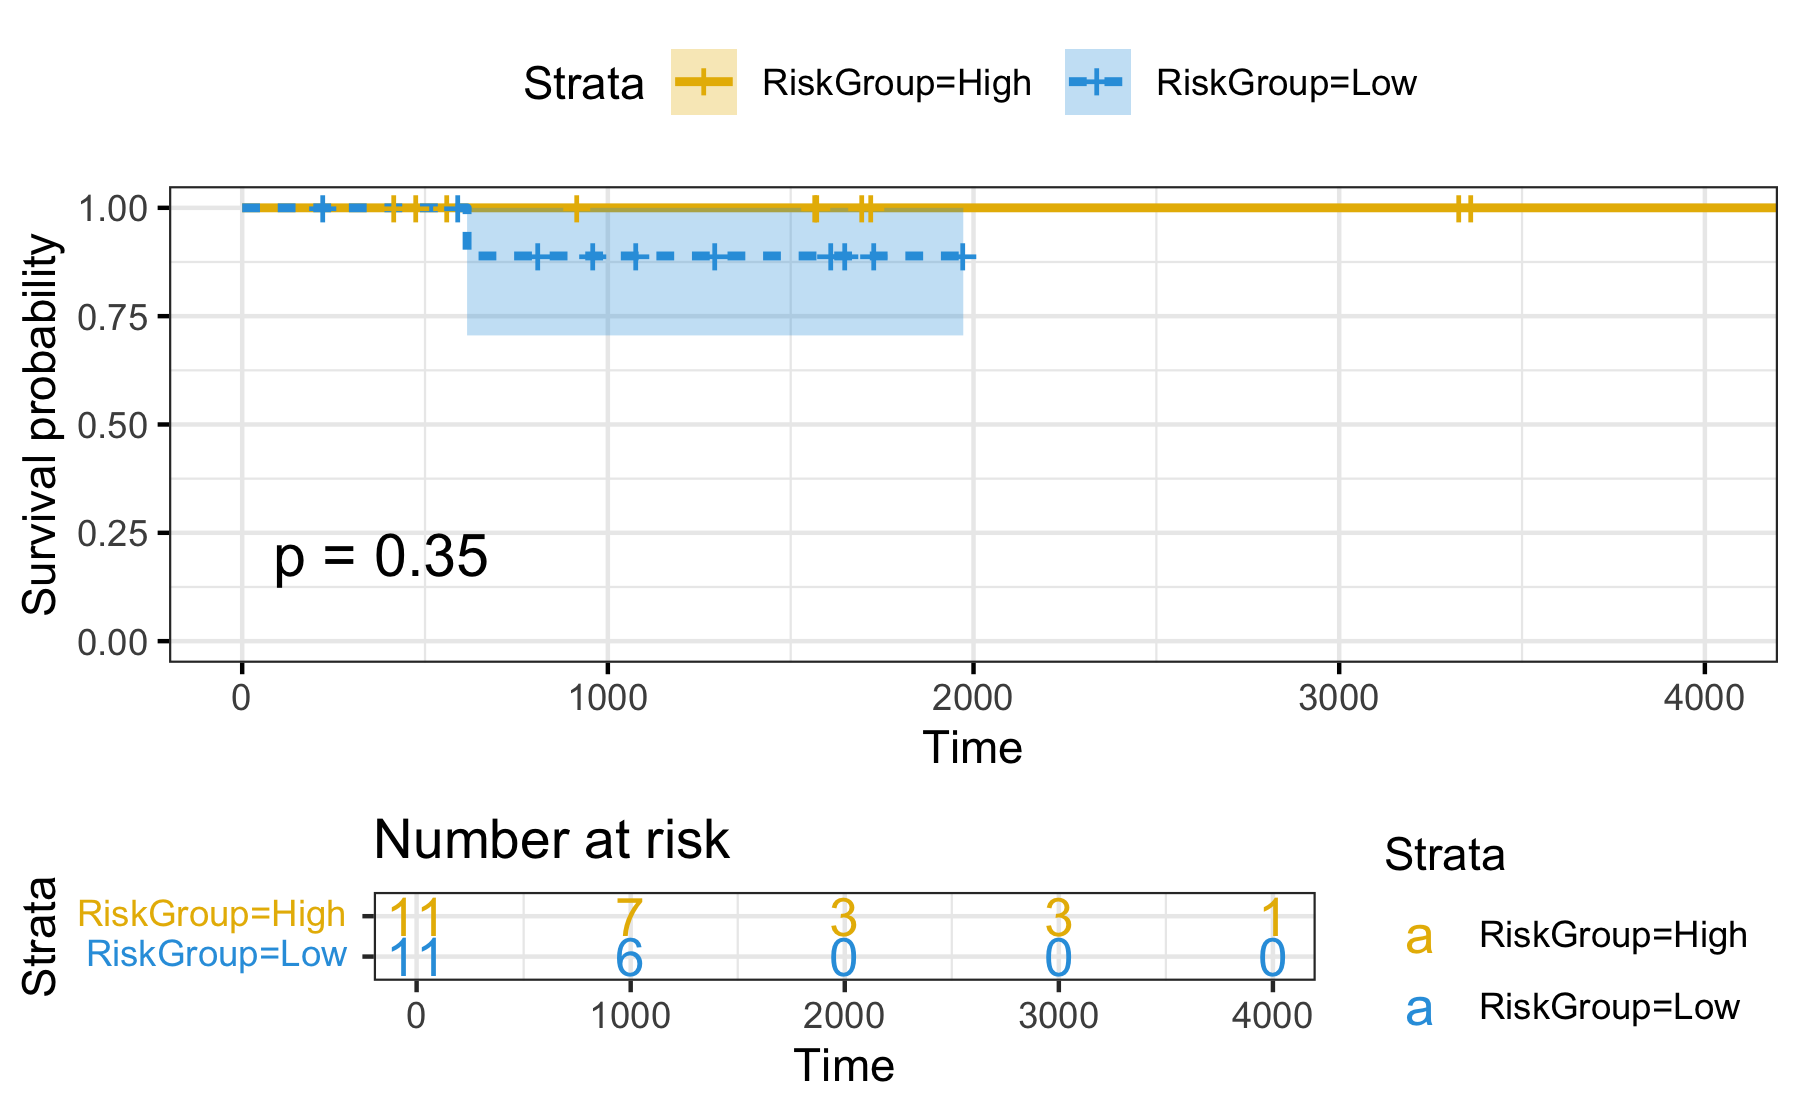 Strata RiskGroup=High RiskGroup=Low
Survival probability
1.00
0.75
0.50
0.25
0.00
p = 0.35
0 1000 2000 3000 4000
Time
Number at risk
Strata
RiskGroup=High 11 7 3 3 1
RiskGroup=Low 11 6 0 0 0
0 1000 2000 3000 4000
Time
Strata
a RiskGroup=High
a RiskGroup=Low